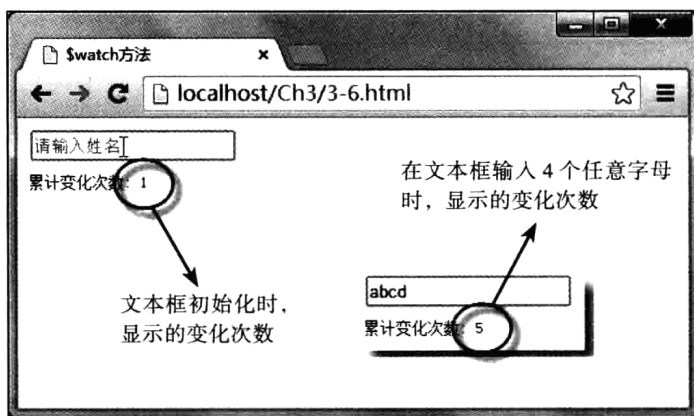 $watch方法
localhost/Ch3/3-6.html
请输入姓名
累计变化次数: 1
在文本框输入 4 个任意字母
时，显示的变化次数
文本框初始化时，
显示的变化次数
abcd
累计变化次数: 5